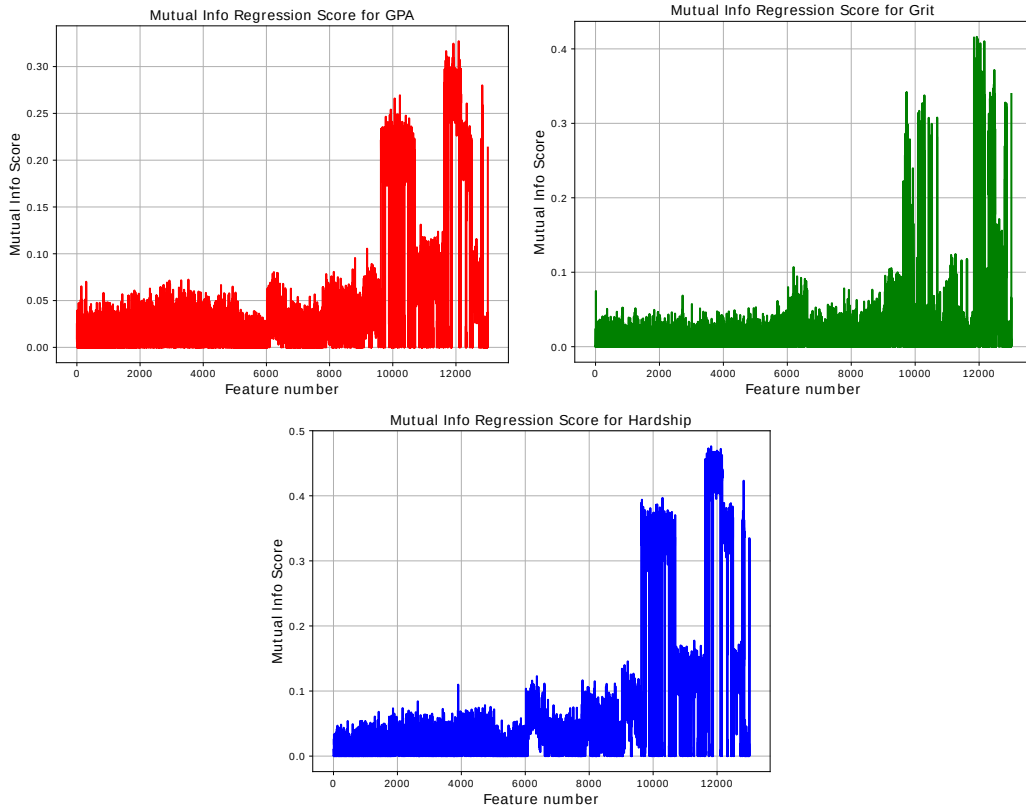 Mutual Info Regression Score for GPA
Mutual Info Score
0.30
0.25
0.20
0.15
0.10
0.05
0.00
0 2000 4000 6000 8000 10000 12000
Feature number
Mutual Info Regression Score for Grit
Mutual Info Score
0.4
0.3
0.2
0.1
0.0
0 2000 4000 6000 8000 10000 12000
Feature number
Mutual Info Regression Score for Hardship
Mutual Info Score
0.5
0.4
0.3
0.2
0.1
0.0
0 2000 4000 6000 8000 10000 12000
Feature number